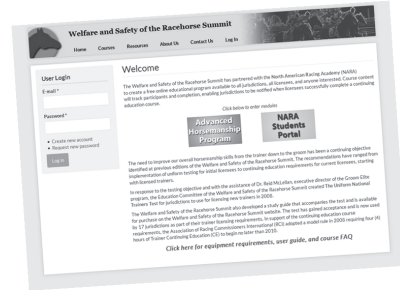 Welfare and Safety of the Racehorse Summit
Home Courses Resources About Us Contact Us Log In
User Login
E-mail *
Password *
Create new account
Request new password
Log in
Welcome
The Welfare and Safety of the Racehorse Summit has partnered with the North American Racing Academy (NARA)
to create a free online educational program available to all jurisdictions, all licensees, and anyone interested. Course content
will track participants and completion, enabling jurisdictions to be notified when licensees successfully complete a continuing
education course.
Click below to enter modules
Advanced
Horsemanship
Program
NARA
Students
Portal
The need to improve our overall horsemanship skills from the trainer down to the groom has been a continuing objective
identified at previous editions of the Welfare and Safety of the Racehorse Summit. The recommendations have ranged from
implementation of uniform testing for initial licensees to continuing education requirements for current licensees, starting
with licensed trainers.
In response to the testing objective and with the assistance of Dr. Reid McLellan, executive director of the Groom Elite
program, the Education Committee of the Welfare and Safety of the Racehorse Summit created The Uniform National
Trainers Test for jurisdictions to use for licensing new trainers in 2008.
The Welfare and Safety of the Racehorse Summit also developed a study guide that accompanies the test and is available
for purchase on the Welfare and Safety of the Racehorse Summit website. The test has gained acceptance and is now used
by 17 jurisdictions as part of their trainer licensing requirements. In support of the continuing education course
requirements, the Association of Racing Commissioners International (RCI) adopted a model rule in 2008 requiring four (4)
hours of Trainer Continuing Education (CE) to begin no later than 2010.
Click here for equipment requirements, user guide, and course FAQ